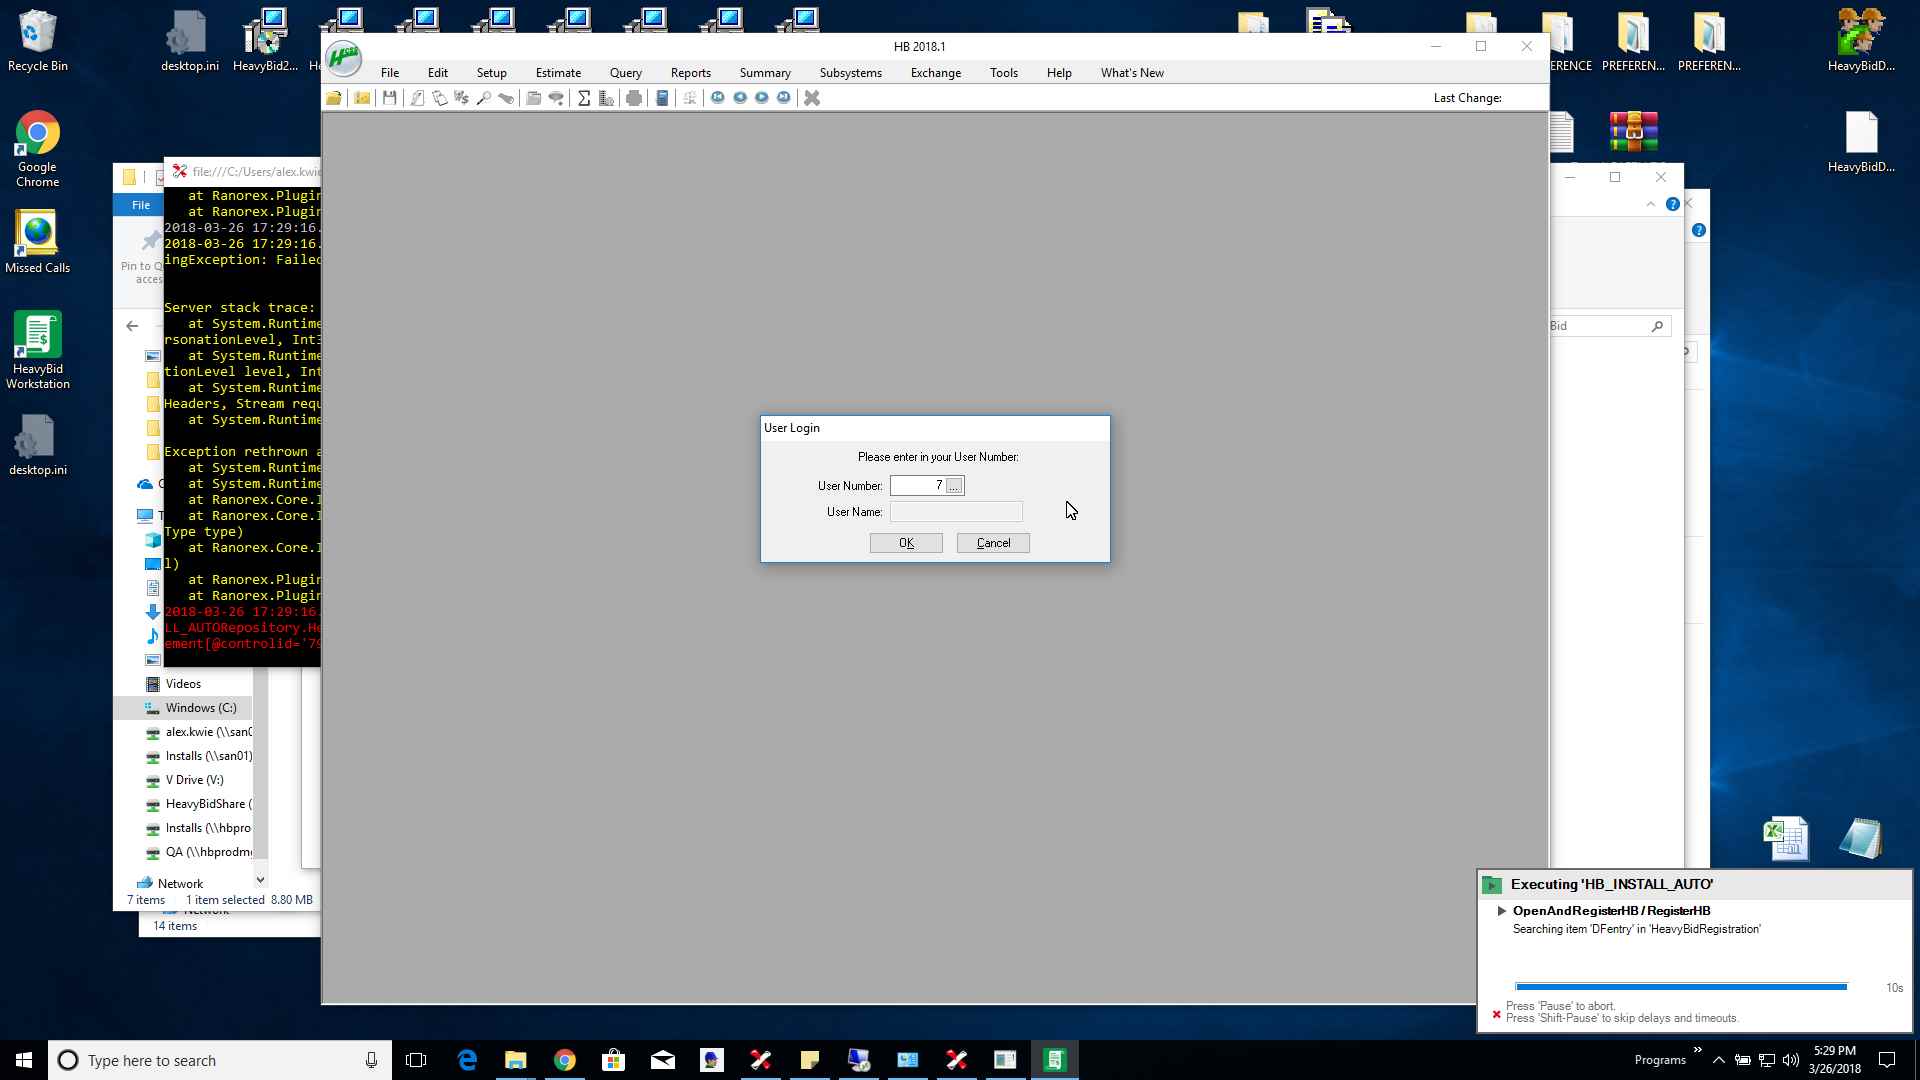 Recycle Bin
desktop.ini
HeavyBid2...
ERENCE
PREFEREN...
PREFEREN...
HeavyBidD...
HB 2018.1
File Edit Setup Estimate Query Reports Summary Subsystems Exchange Tools Help What's New
Last Change:
Google
Chrome
HeavyBidD...
Missed Calls
HeavyBid
Workstation
desktop.ini
File
Pin to Q
acces
file:///C:/Users/alex.kwie
at Ranorex.Plugin
at Ranorex.Plugin
2018-03-26 17:29:16.
2018-03-26 17:29:16.
ingException: Failed
Server stack trace:
at System.Runtime
rsonationLevel, Int3
at System.Runtime
tionLevel level, Int
at System.Runtime
Headers, Stream requ
at System.Runtime
Exception rethrown a
at System.Runtime
at System.Runtime
at Ranorex.Core.I
at Ranorex.Core.I
Type type)
at Ranorex.Core.I
l)
at Ranorex.Plugin
at Ranorex.Plugin
2018-03-26 17:29:16.
LL_AUTORepository.He
ement[@controlid='79
Bid
User Login
Please enter in your User Number:
User Number: 7 ...
User Name:
OK Cancel
Videos
Windows (C:)
alex.kwie (\\san0
Installs (\\san01)
V Drive (V:)
HeavyBidShare (
Installs (\\hbpro
QA (\\hbprodm
Network
7 items 1 item selected 8.80 MB
Network
14 items
Executing 'HB_INSTALL_AUTO'
OpenAndRegisterHB / RegisterHB
Searching item 'DFentry' in 'HeavyBidRegistration'
10s
Press 'Pause' to abort.
Press 'Shift-Pause' to skip delays and timeouts.
Type here to search
Programs
5:29 PM
3/26/2018